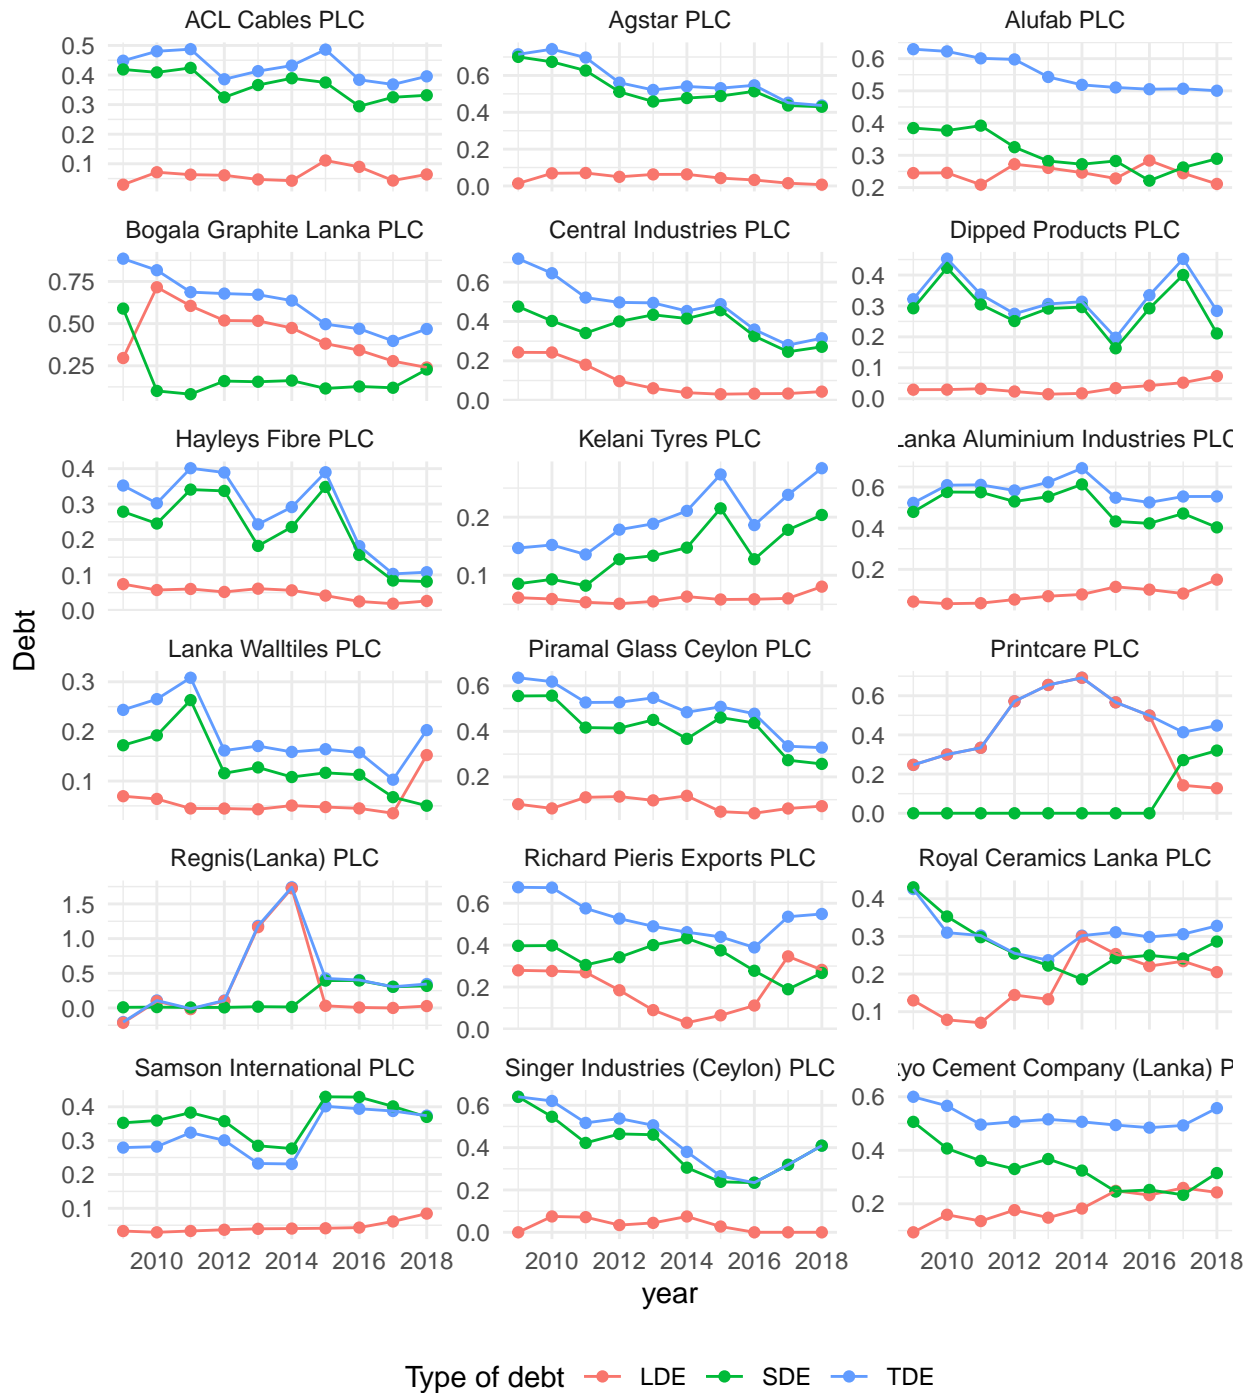 ACL Cables PLC
Agstar PLC
Alufab PLC
0.5
0.4
0.3
0.2
0.1
0.6
0.4
0.2
0.0
0.6
0.5
0.4
0.3
0.2
Bogala Graphite Lanka PLC
Central Industries PLC
Dipped Products PLC
0.75
0.50
0.25
0.6
0.4
0.2
0.0
0.4
0.3
0.2
0.1
0.0
Hayleys Fibre PLC
Kelani Tyres PLC
Lanka Aluminium Industries PLC
0.4
0.3
0.2
0.1
0.0
0.2
0.1
0.6
0.4
0.2
Lanka Walltiles PLC
Piramal Glass Ceylon PLC
Printcare PLC
0.3
0.2
0.1
0.6
0.4
0.2
0.6
0.4
0.2
0.0
Regnis(Lanka) PLC
Richard Pieris Exports PLC
Royal Ceramics Lanka PLC
1.5
1.0
0.5
0.0
0.6
0.4
0.2
0.0
0.4
0.3
0.2
0.1
Samson International PLC
Singer Industries (Ceylon) PLC
kyo Cement Company (Lanka) P
0.4
0.3
0.2
0.1
0.6
0.4
0.2
0.0
0.6
0.4
0.2
2010 2012 2014 2016 2018
2010 2012 2014 2016 2018
2010 2012 2014 2016 2018
Debt
year
Type of debt LDE SDE TDE